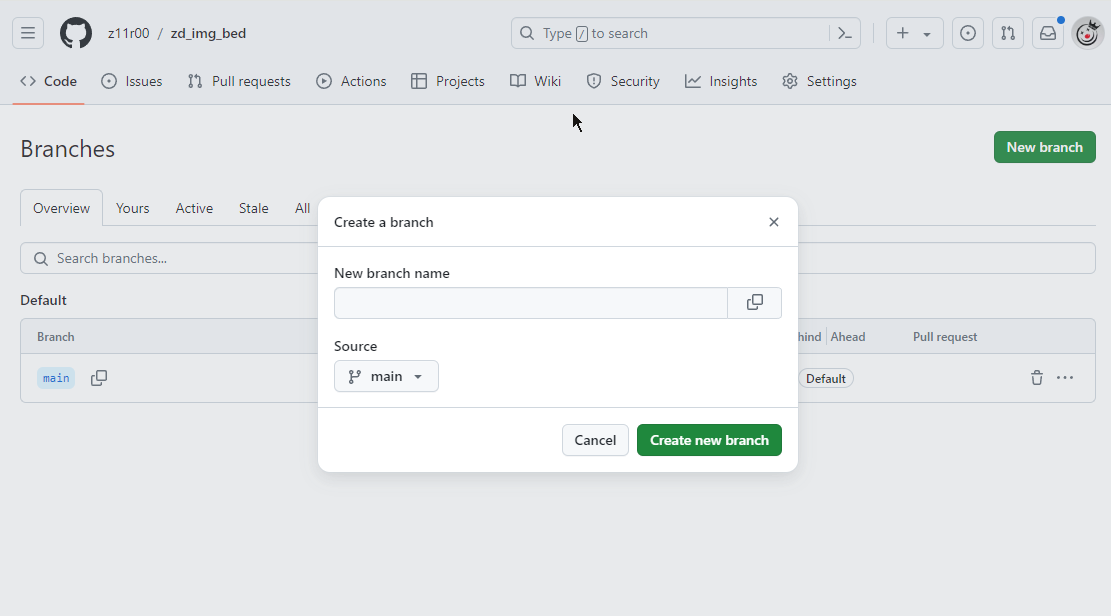 z11r00 / zd_img_bed
Type / to search
Code Issues Pull requests Actions Projects Wiki Security Insights Settings
Branches
New branch
Overview Yours Active Stale All
Create a branch
Search branches...
New branch name
Default
Source
Branch
hind Ahead Pull request
main
main
Default
Cancel Create new branch